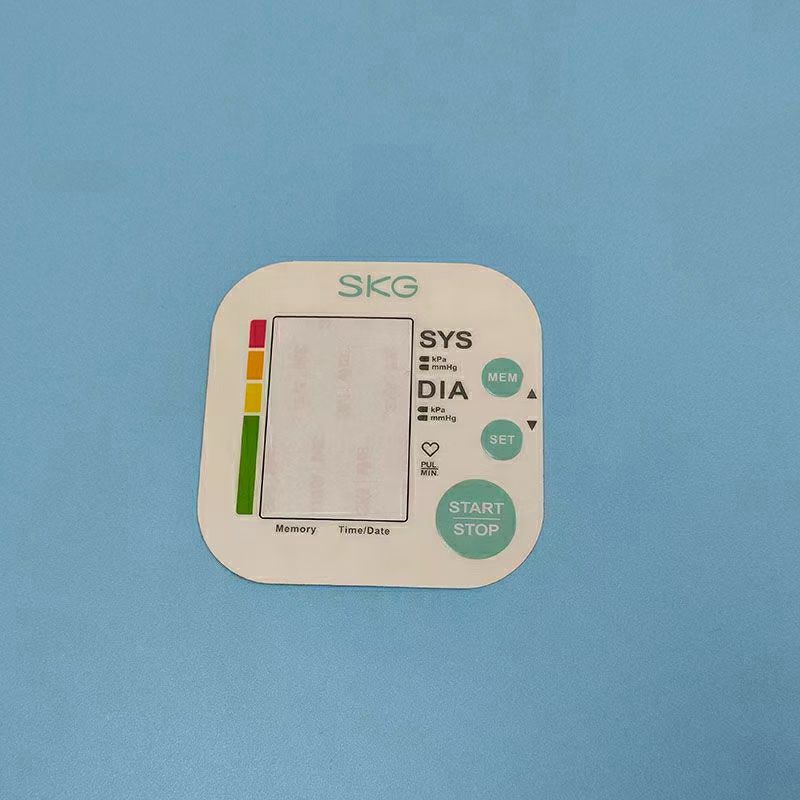 SKG
SYS
kPa
mmHg
MEM
DIA
kPa
mmHg
SET
PUL.
MIN.
START
STOP
Memory Time/Date